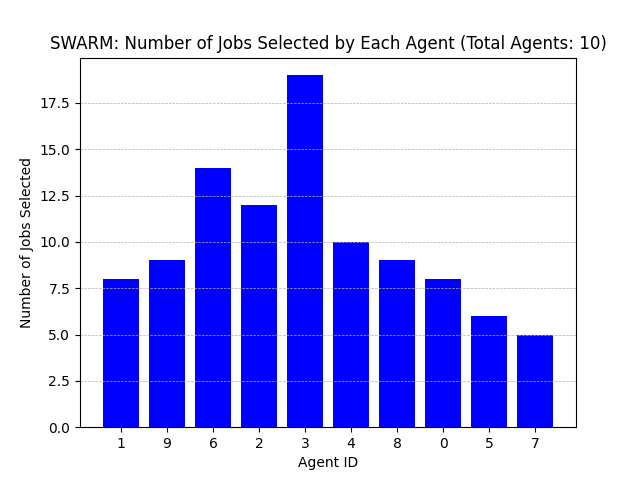 SWARM: Number of Jobs Selected by Each Agent (Total Agents: 10)
Number of Jobs Selected
17.5
15.0
12.5
10.0
7.5
5.0
2.5
0.0
1 9 6 2 3 4 8 0 5 7
Agent ID